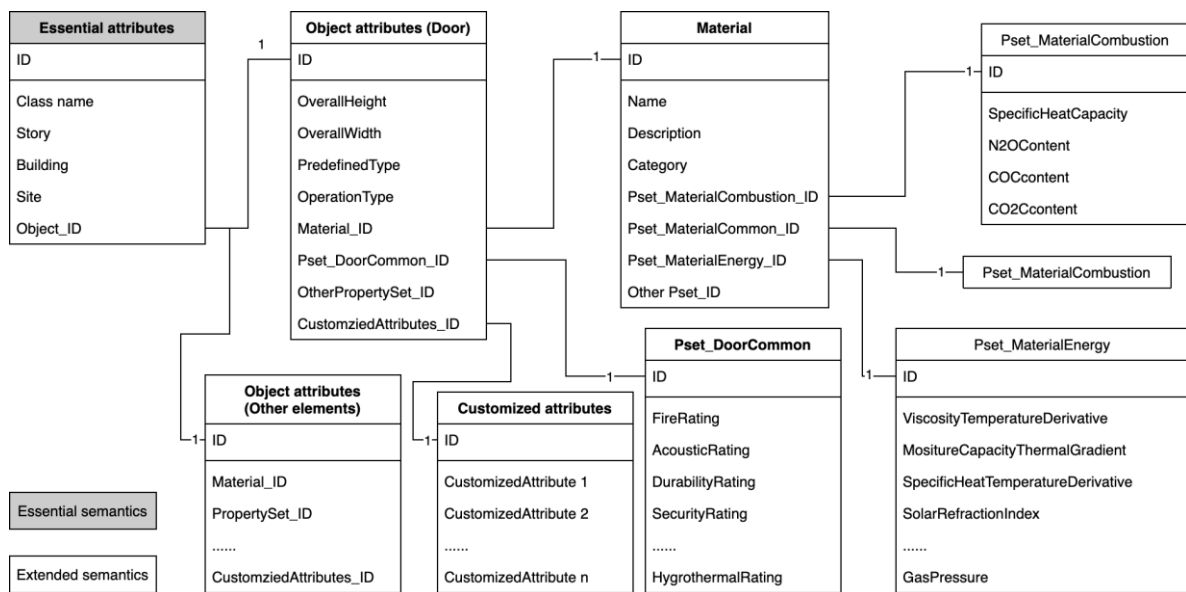 Essential attributes
ID
Class name
Story
Building
Site
Object_ID
1
Object attributes (Door)
ID
OverallHeight
OverallWidth
PredefinedType
OperationType
Material_ID
Pset_DoorCommon_ID
OtherPropertySet_ID
CustomziedAttributes_ID
1
Material
ID
Name
Description
Category
Pset_MaterialCombustion_ID
Pset_MaterialCommon_ID
Pset_MaterialEnergy_ID
Other Pset_ID
1
Pset_MaterialCombustion
ID
SpecificHeatCapacity
N2OContent
COCcontent
CO2Ccontent
1
Pset_MaterialCombustion
1
Object attributes
(Other elements)
ID
Material_ID
PropertySet_ID
......
CustomziedAttributes_ID
1
Customized attributes
ID
CustomizedAttribute 1
CustomizedAttribute 2
......
CustomizedAttribute n
1
Pset_DoorCommon
ID
FireRating
AcousticRating
DurabilityRating
SecurityRating
......
HygrothermalRating
1
Pset_MaterialEnergy
ID
ViscosityTemperatureDerivative
MositureCapacityThermalGradient
SpecificHeatTemperatureDerivative
SolarRefractionIndex
......
GasPressure
Essential semantics
Extended semantics